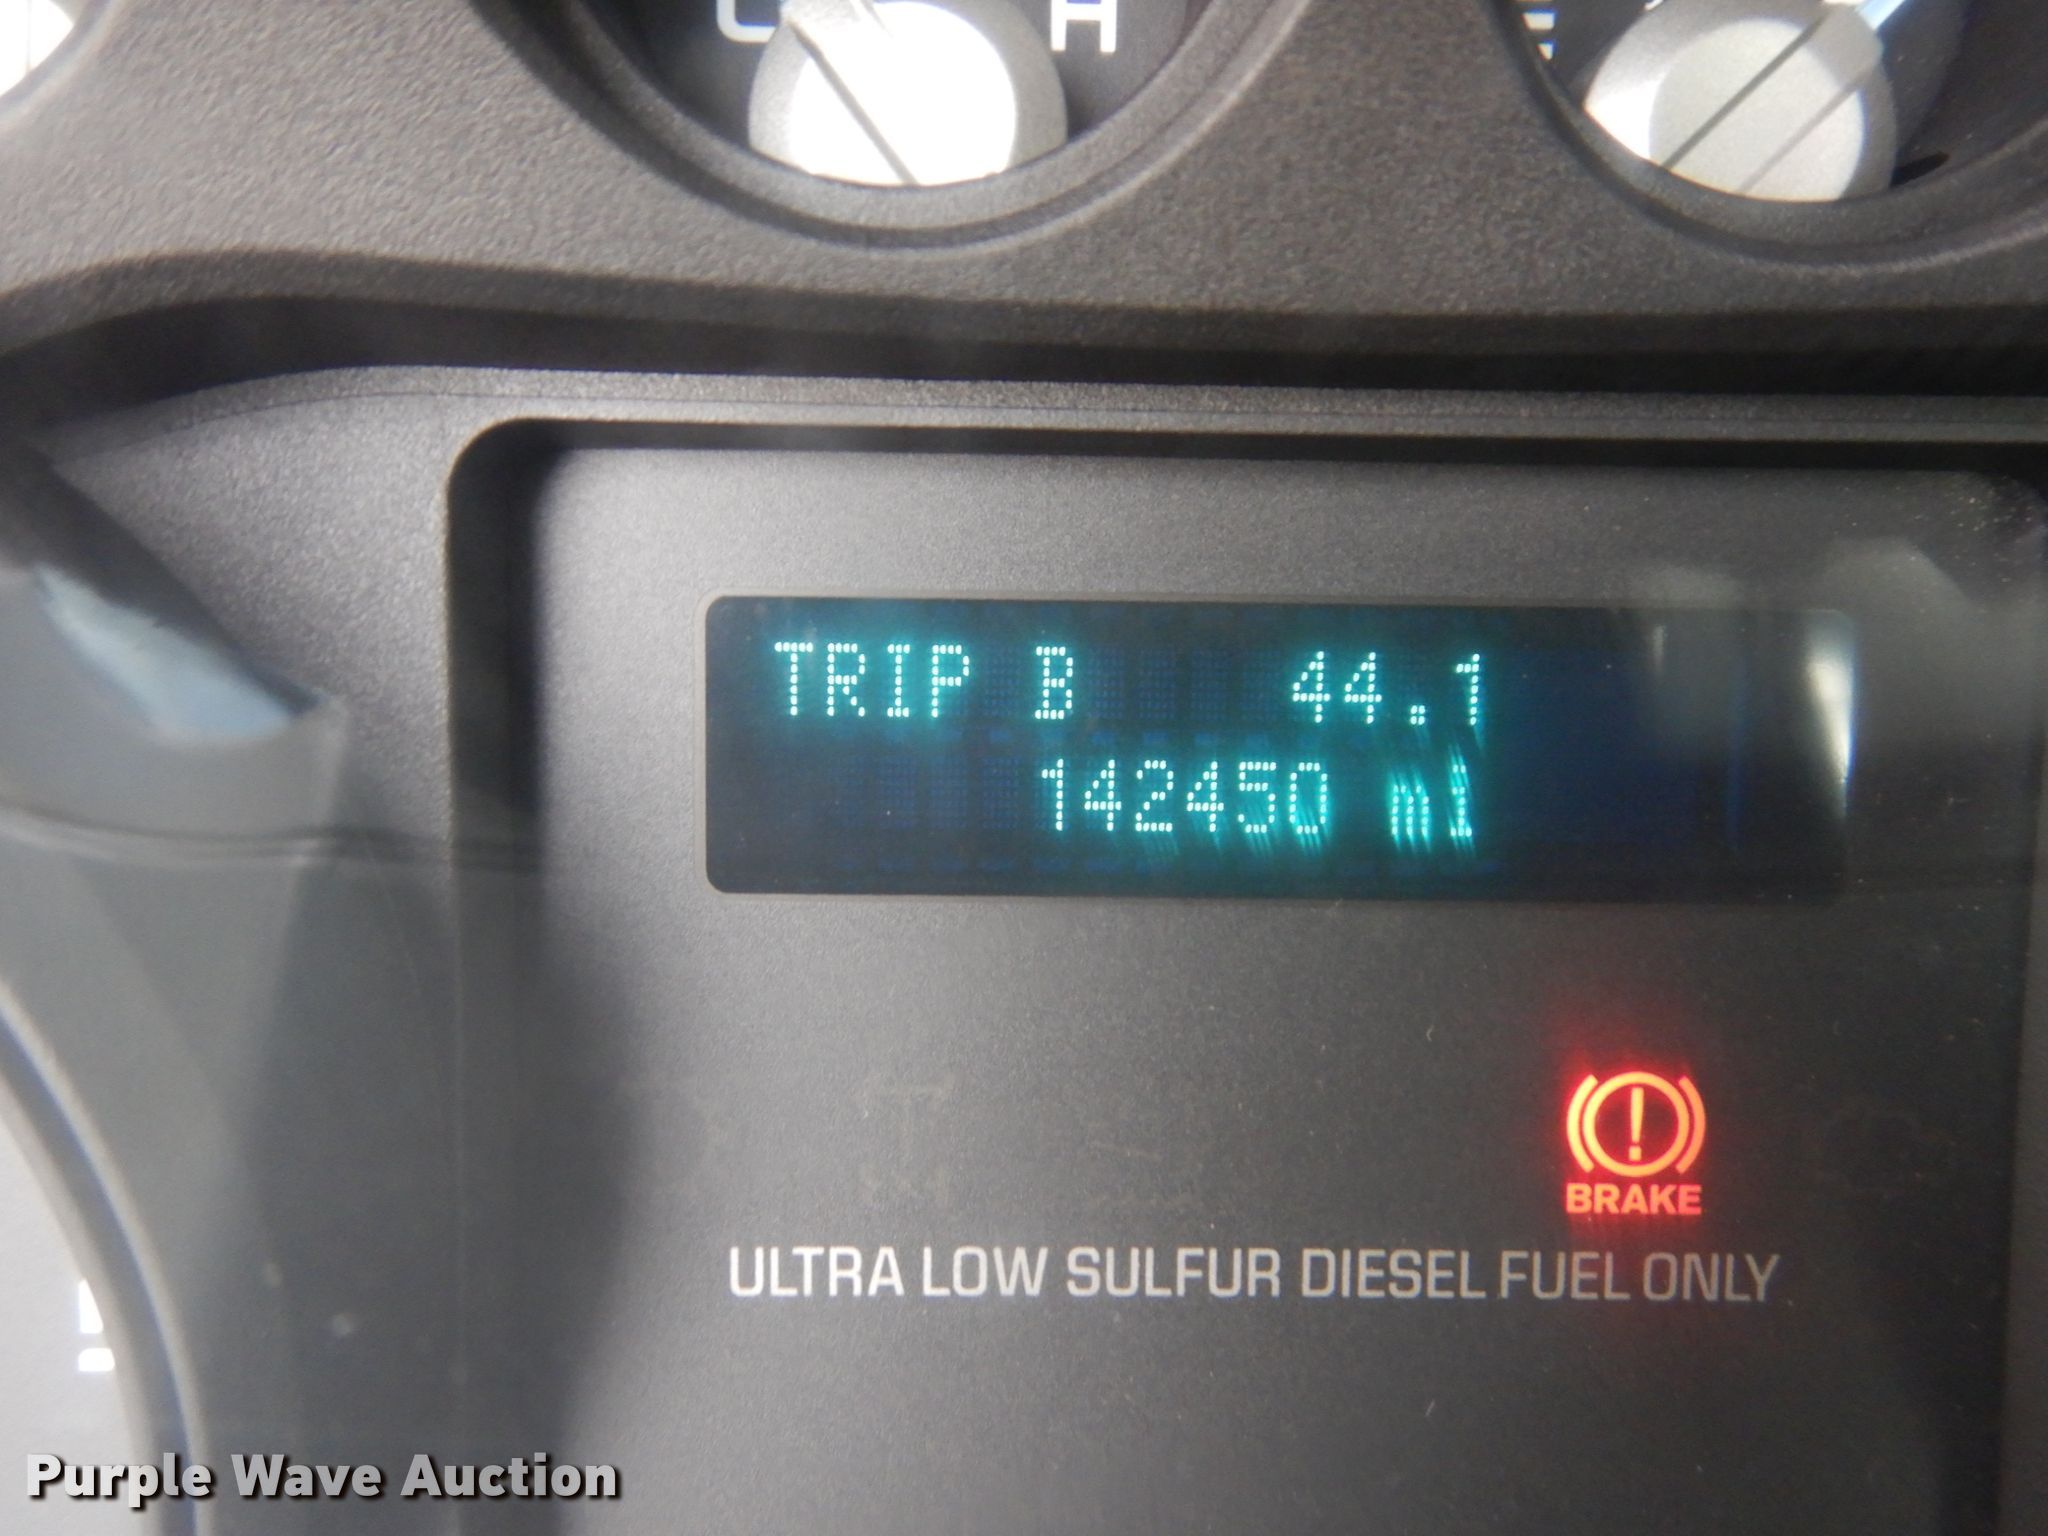 C H E
TRIP B 44.1
142450 mi
BRAKE
ULTRA LOW SULFUR DIESEL FUEL ONLY
Purple Wave Auction